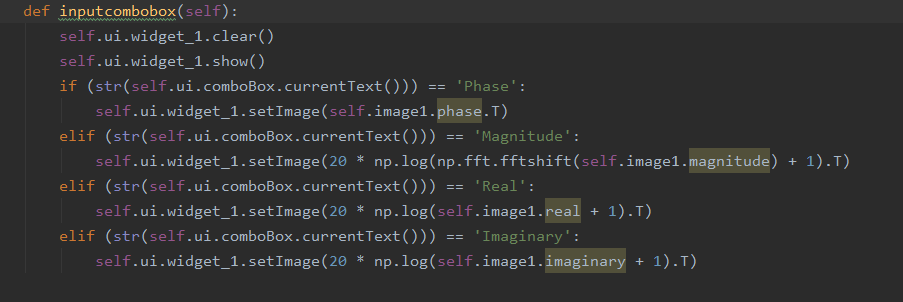 def inputcombobox(self):
    self.ui.widget_1.clear()
    self.ui.widget_1.show()
    if (str(self.ui.comboBox.currentText())) == 'Phase':
        self.ui.widget_1.setImage(self.image1.phase.T)
    elif (str(self.ui.comboBox.currentText())) == 'Magnitude':
        self.ui.widget_1.setImage(20 * np.log(np.fft.fftshift(self.image1.magnitude) + 1).T)
    elif (str(self.ui.comboBox.currentText())) == 'Real':
        self.ui.widget_1.setImage(20 * np.log(self.image1.real + 1).T)
    elif (str(self.ui.comboBox.currentText())) == 'Imaginary':
        self.ui.widget_1.setImage(20 * np.log(self.image1.imaginary + 1).T)